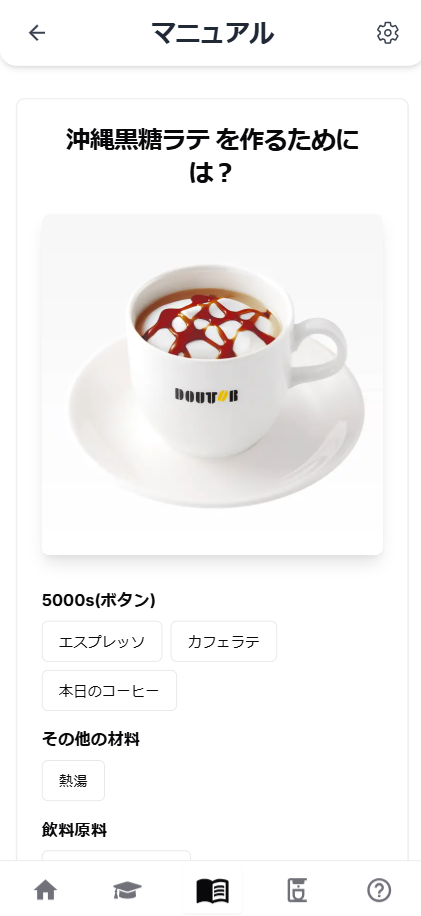 マニュアル
沖縄黒糖ラテ を作るために
は？
DOUTOR
5000s(ボタン)
エスプレッソ
カフェラテ
本日のコーヒー
その他の材料
熱湯
飲料原料